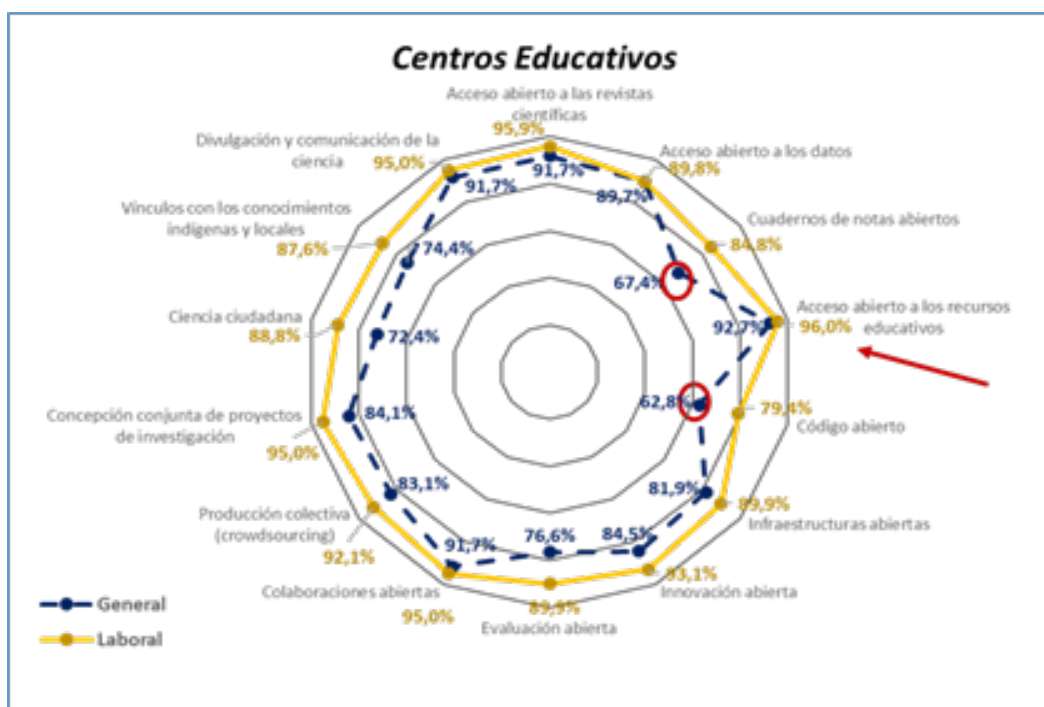 Centros Educativos
Acceso abierto a las revistas
científicas
95,9%
91,7%
Acceso abierto a los datos
89,8%
89,7%
Cuadernos de notas abiertos
84,8%
67,4%
Acceso abierto a los recursos
educativos
96,0%
92,7%
79,4%
Código abierto
62,8%
89,9%
Infraestructuras abiertas
81,9%
93,1%
Innovación abierta
84,5%
89,9%
Evaluación abierta
76,6%
Colaboraciones abiertas
95,0%
91,7%
Producción colectiva
(crowdsourcing)
92,1%
83,1%
Concepción conjunta de proyectos
de investigación
95,0%
84,1%
Ciencia ciudadana
88,8%
72,4%
Vínculos con los conocimientos
indígenas y locales
87,6%
74,4%
Divulgación y comunicación de la
ciencia
95,0%
91,7%
General
Laboral